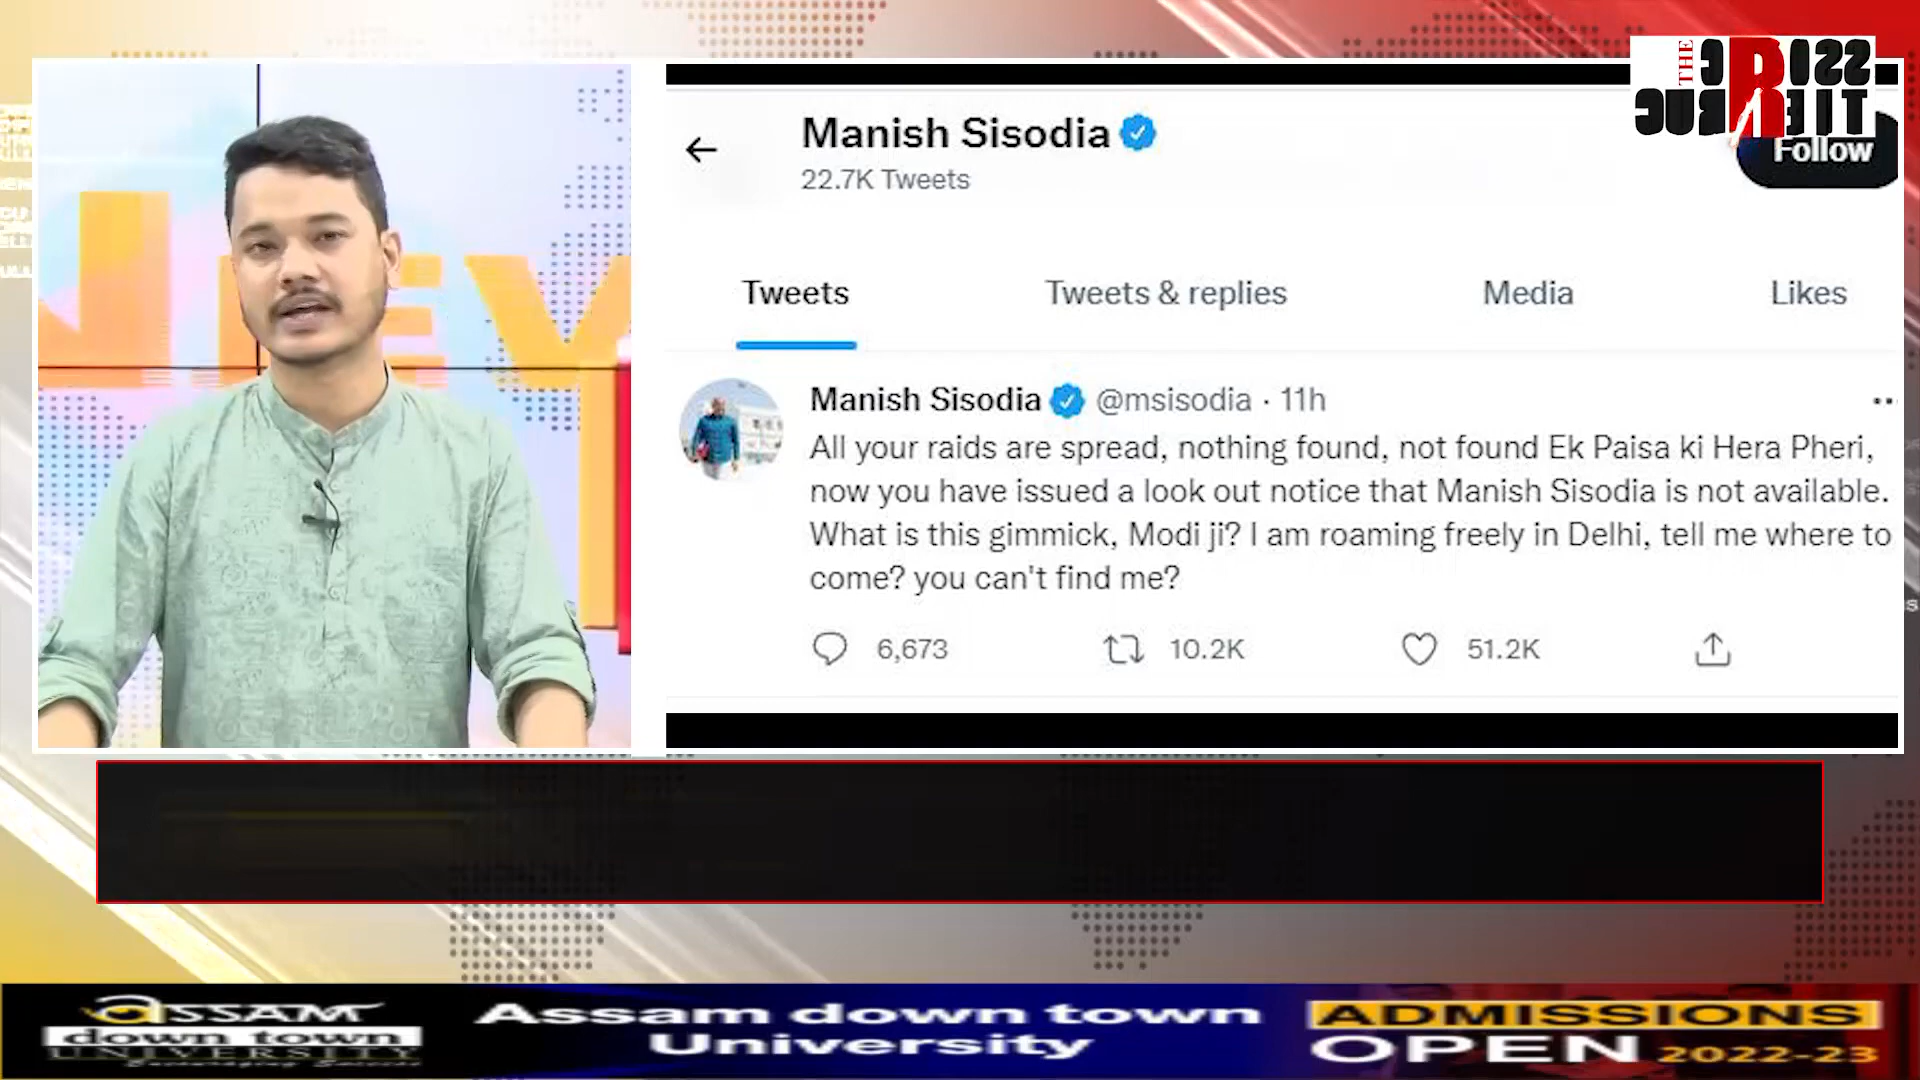 THE
CRISS
CURRENT
NEW
Manish Sisodia
22.7K Tweets
Follow
Tweets
Tweets & replies
Media
Likes
Manish Sisodia @msisodia · 11h
All your raids are spread, nothing found, not found Ek Paisa ki Hera Pheri,
now you have issued a look out notice that Manish Sisodia is not available.
What is this gimmick, Modi ji? I am roaming freely in Delhi, tell me where to
come? you can't find me?
6,673
10.2K
51.2K
ASSAM
down town
UNIVERSITY
Assam down town
University
ADMISSIONS
OPEN 2022-23